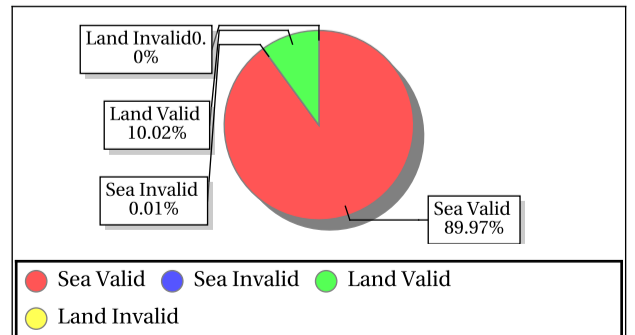 Land Invalid0.
0%
Land Valid
10.02%
Sea Invalid
0.01%
Sea Valid
89.97%
Sea Valid Sea Invalid Land Valid
Land Invalid